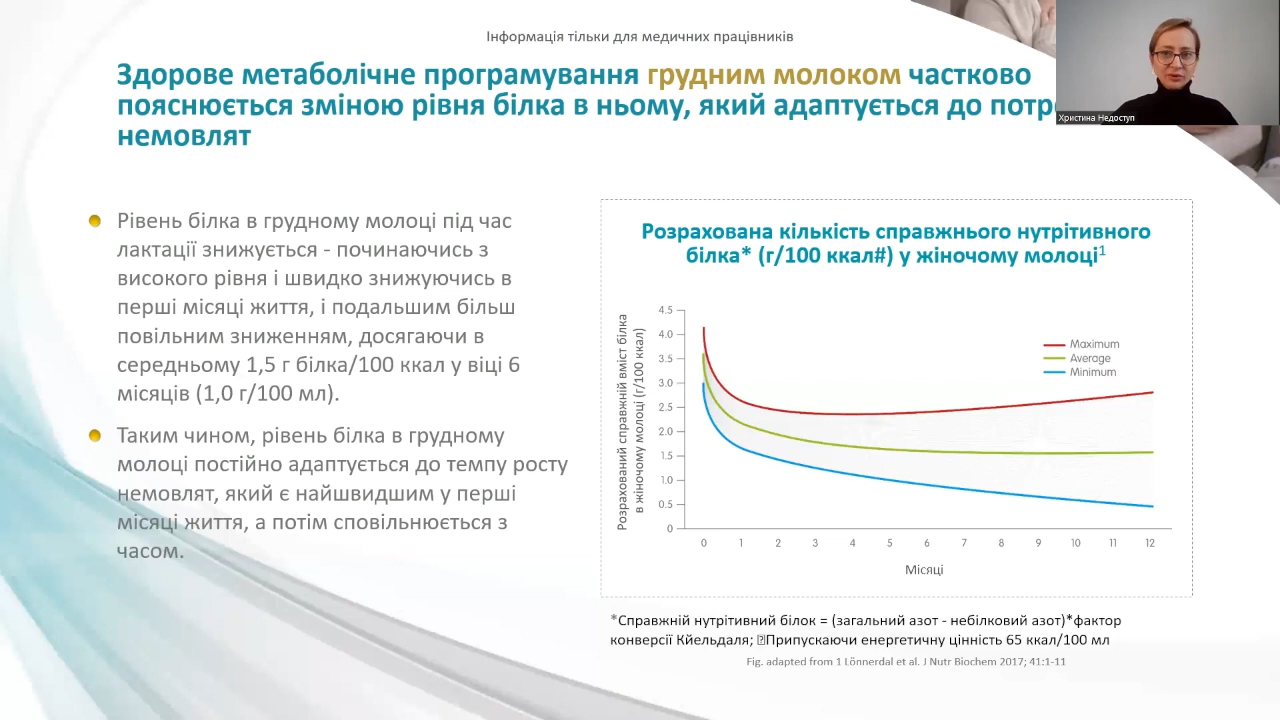 Інформація тільки для медичних працівників
Здорове метаболічне програмування грудним молоком частково
пояснюється зміною рівня білка в ньому, який адаптується до
немовлят
Христина Недоступ
Рівень білка в грудному молоці під час
лактації знижується - починаючись з
високого рівня і швидко знижуючись в
перші місяці життя, і подальшим більш
повільним зниженням, досягаючи в
середньому 1,5 г білка/100 ккал у віці 6
місяців (1,0 г/100 мл).
Таким чином, рівень білка в грудному
молоці постійно адаптується до темпу росту
немовлят, який є найшвидшим у перші
місяці життя, а потім сповільнюється з
часом.
Розрахована кількість справжнього нутрітивного
білка* (г/100 ккал#) у жіночому молоці1
Розрахований справжній вміст білка
в жіночому молоці (г/100 ккал)
4.5
4.0
3.5
3.0
2.5
2.0
1.5
1.0
0.5
0
Maximum
Average
Minimum
0 1 2 3 4 5 6 7 8 9 10 11 12
Місяці
*Справжній нутрітивний білок = (загальний азот - небілковий азот)*фактор
конверсії Кйельдаля; Припускаючи енергетичну цінність 65 ккал/100 мл
Fig. adapted from 1 Lönnerdal et al. J Nutr Biochem 2017; 41:1-11